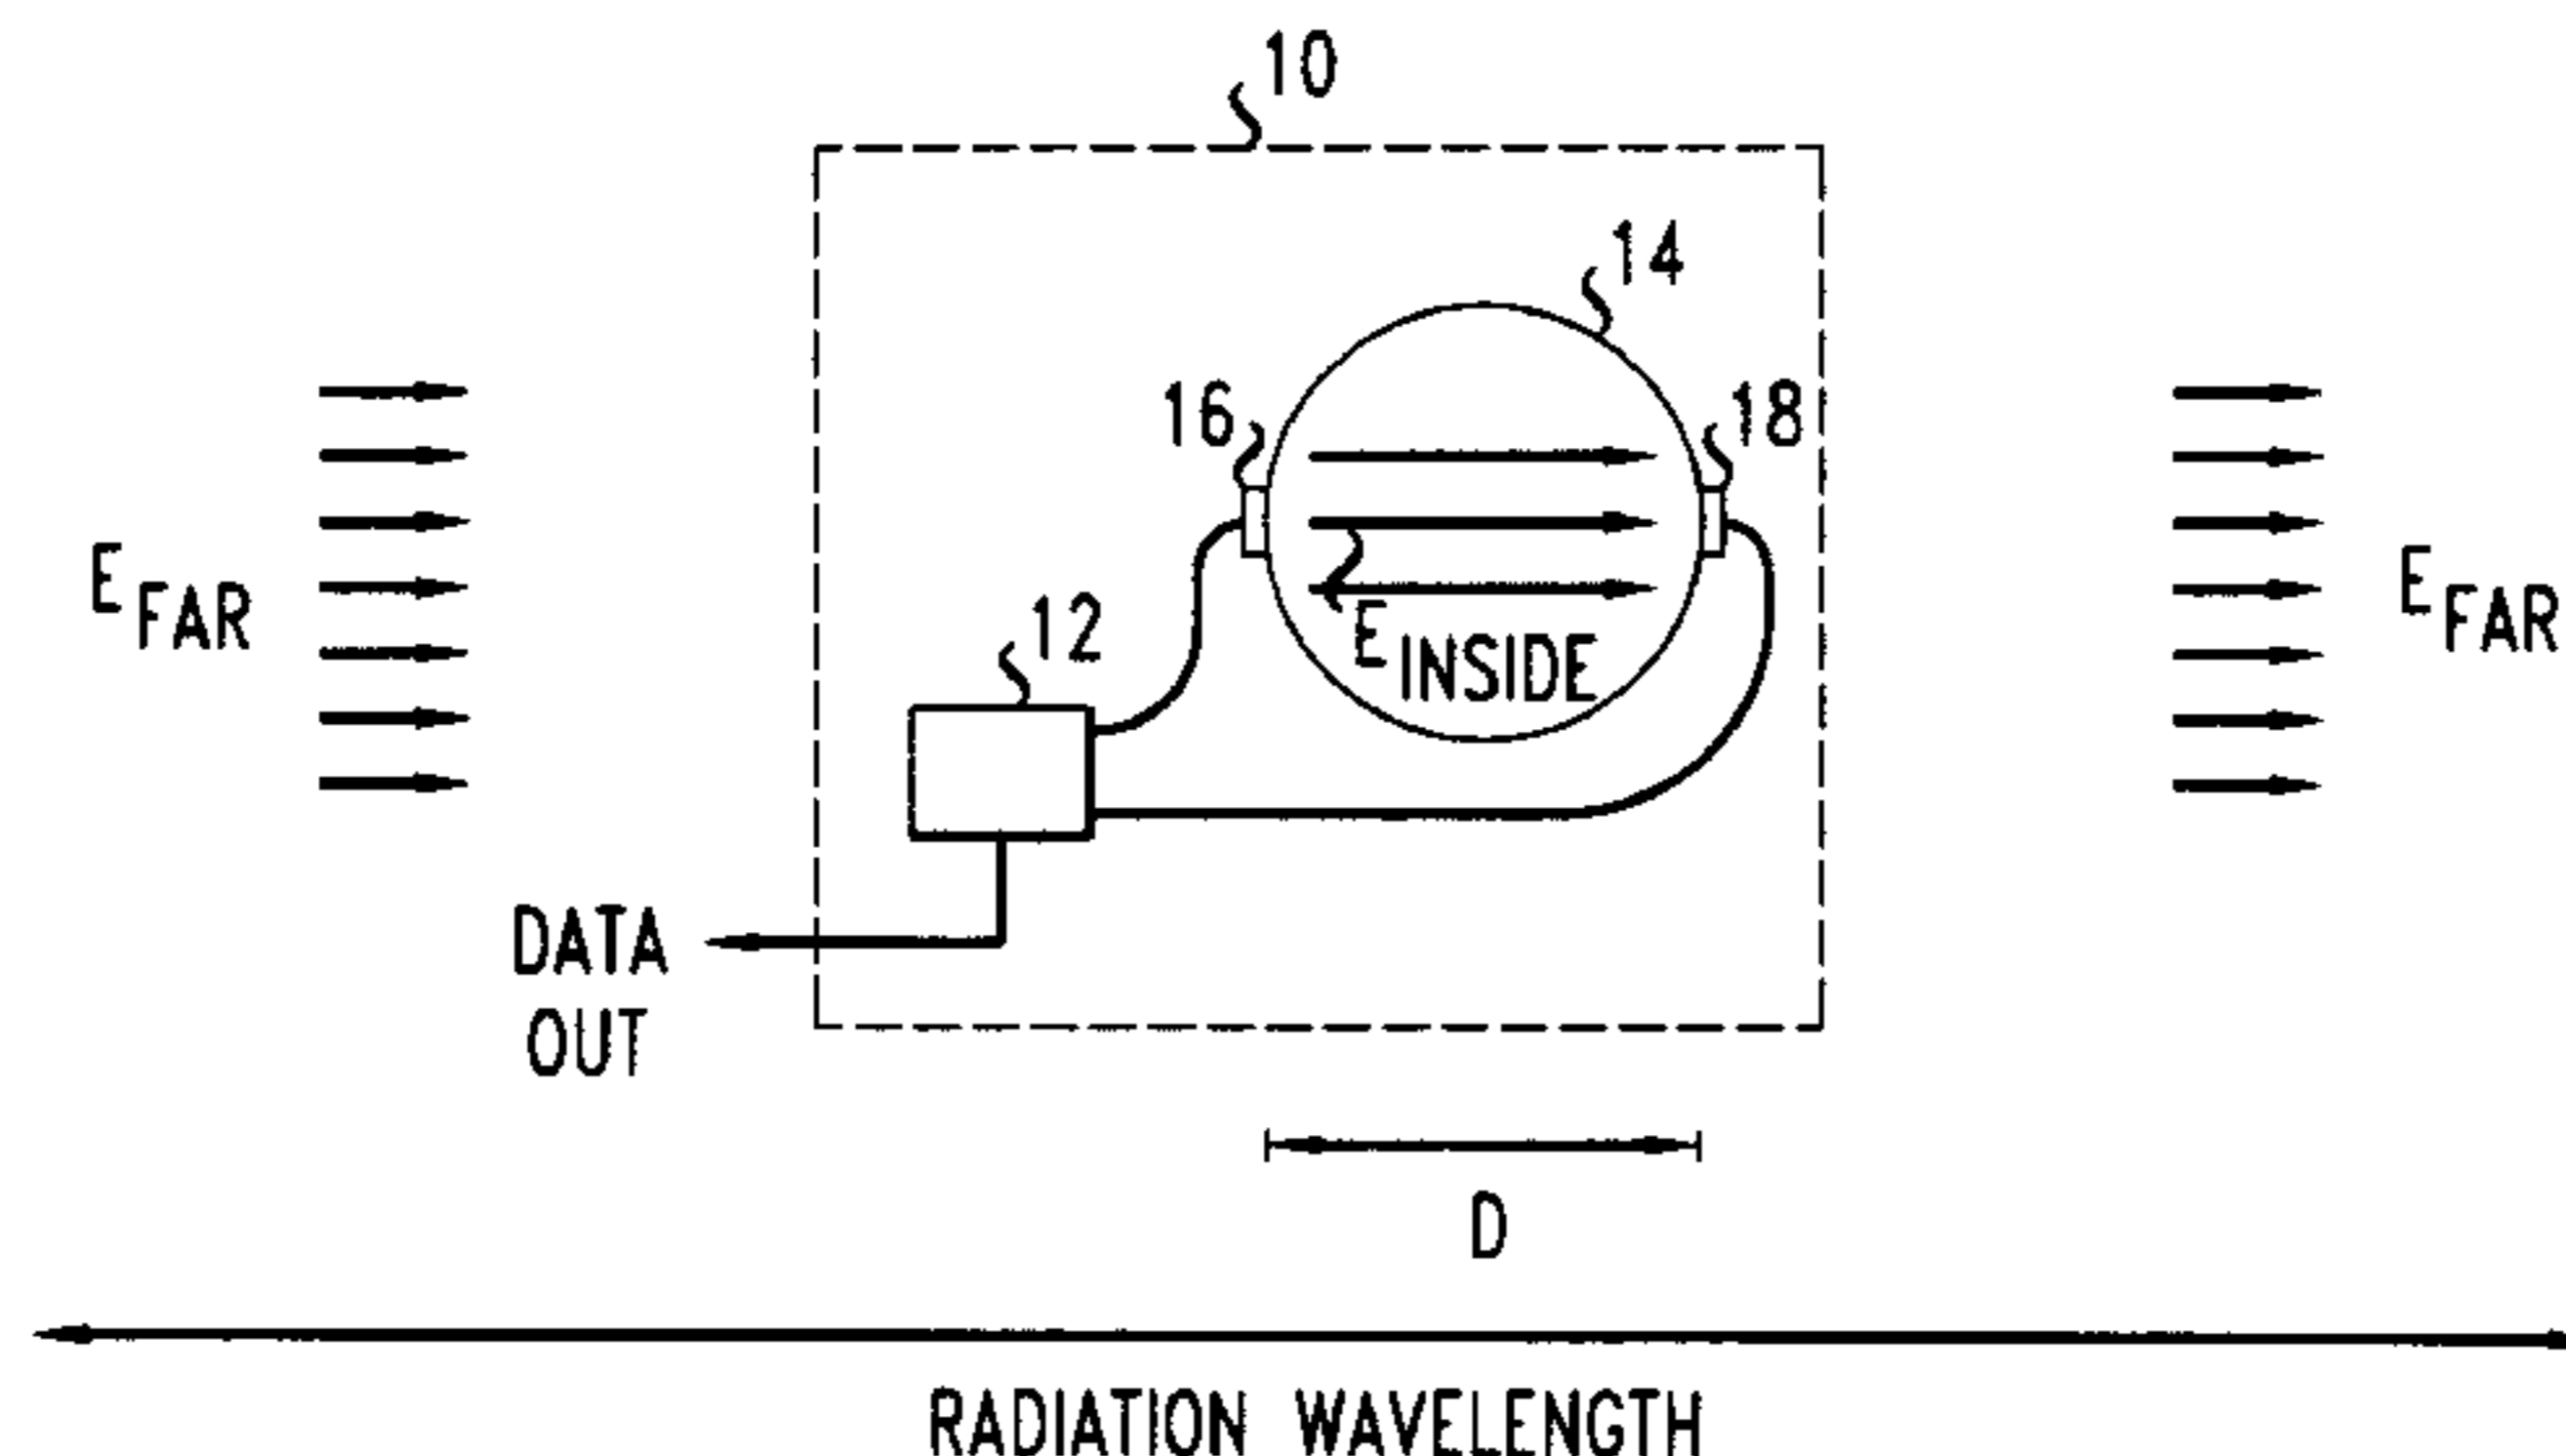 10
14
16
18
E FAR
E FAR
12
E INSIDE
DATA
OUT
D
RADIATION WAVELENGTH